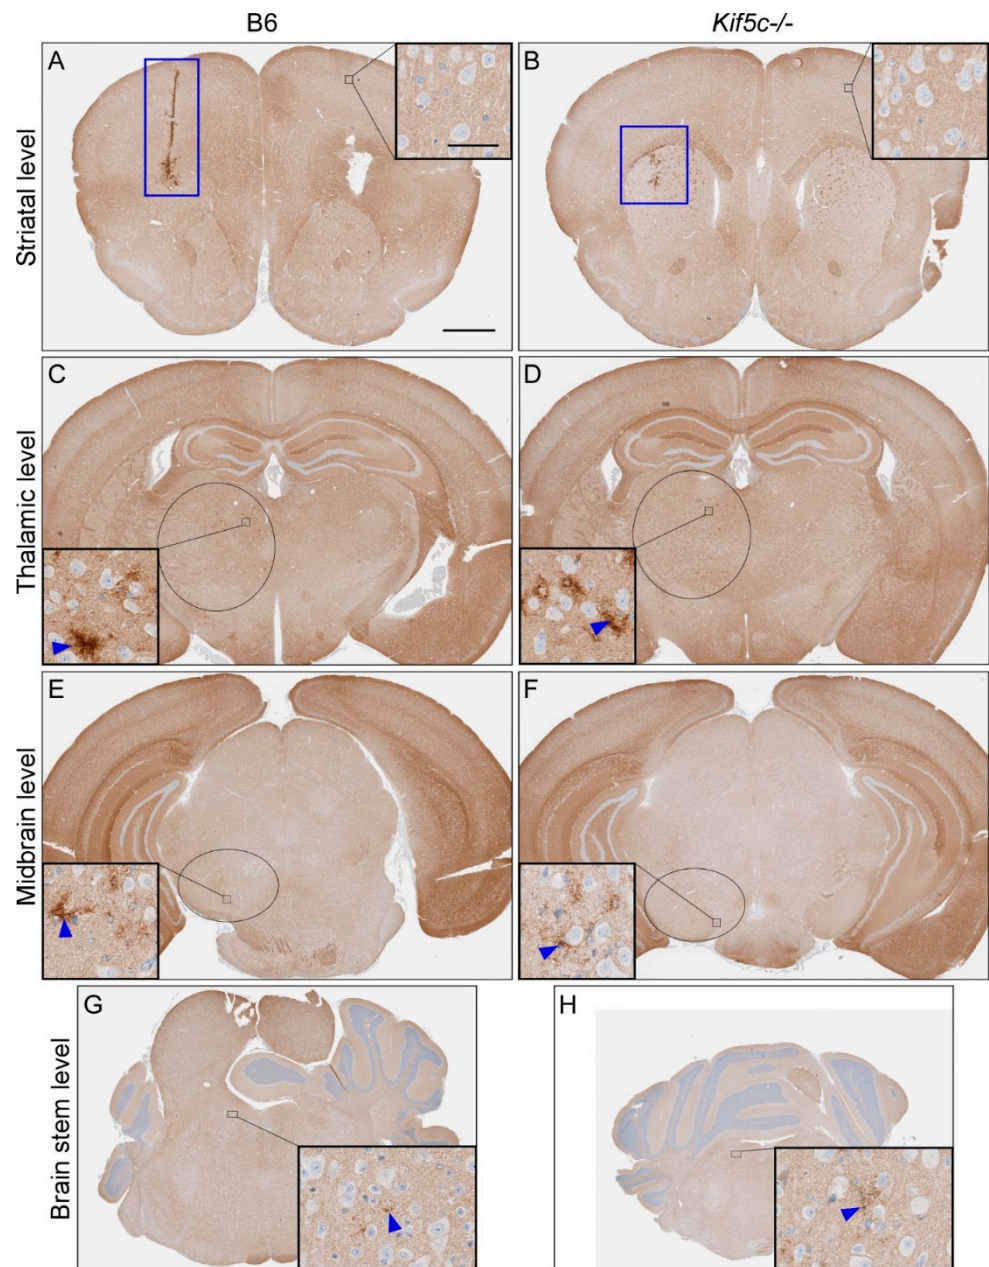 B6
Kif5c-/-
Striatal level
A
B
Thalamic level
C
D
Midbrain level
E
F
Brain stem level
G
H